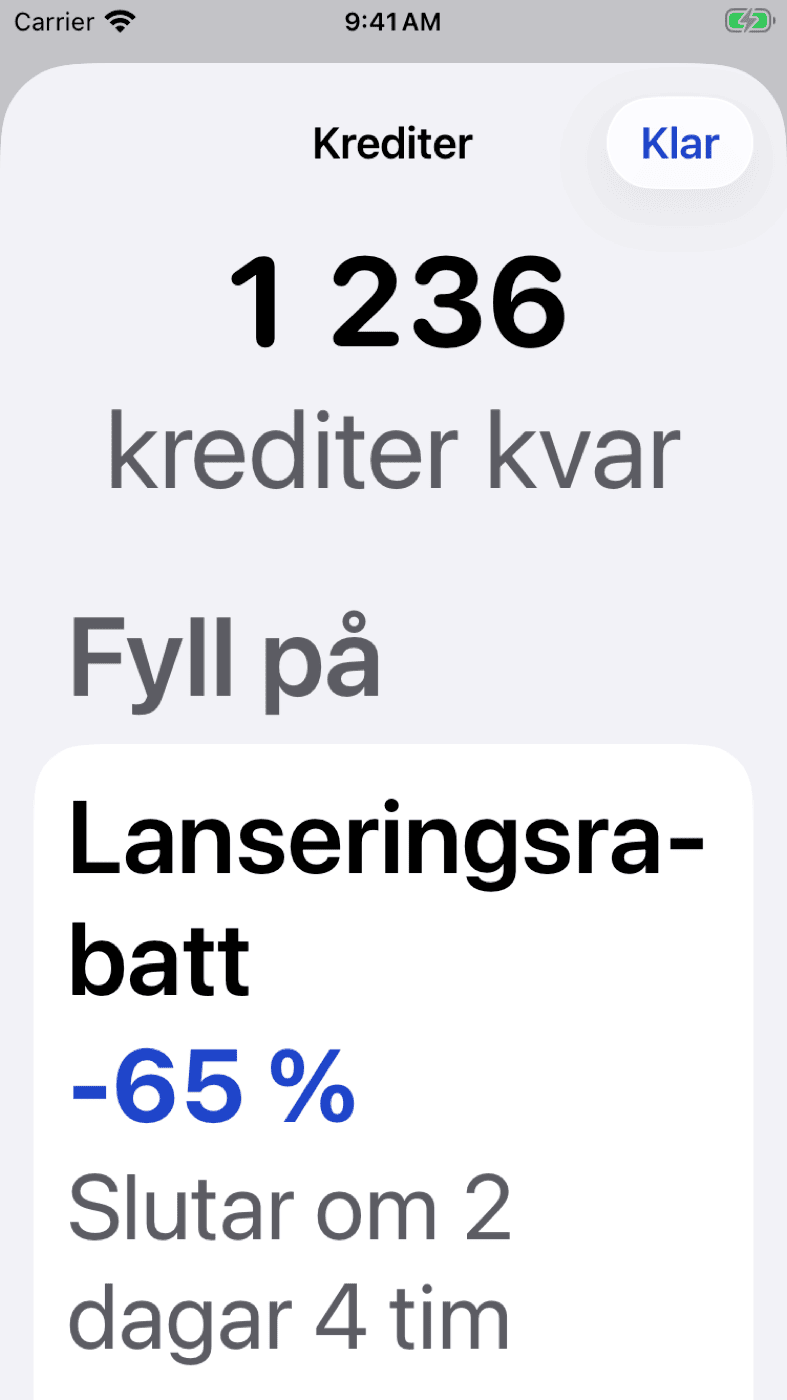 Carrier 9:41 AM
Krediter Klar
1 236
krediter kvar
Fyll på
Lanseringsra-
batt
-65 %
Slutar om 2
dagar 4 tim